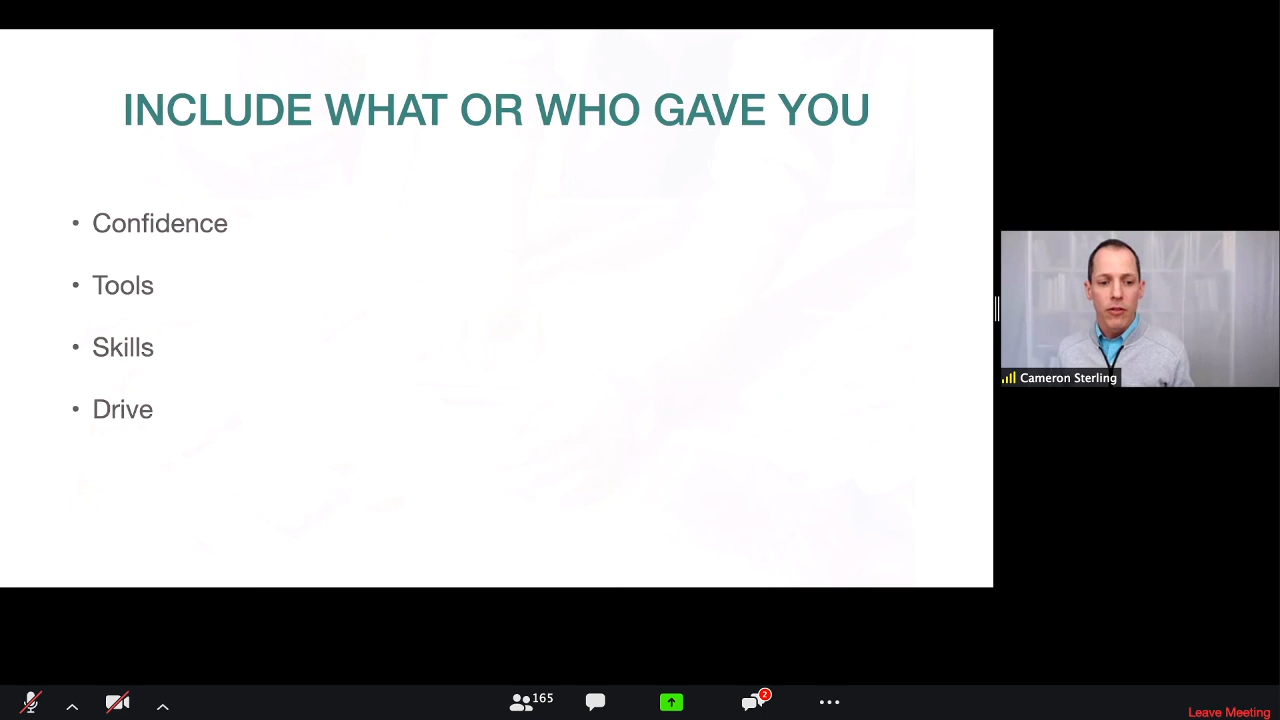 INCLUDE WHAT OR WHO GAVE YOU
• Confidence
• Tools
• Skills
• Drive
Cameron Sterling
165
2
Leave Meeting